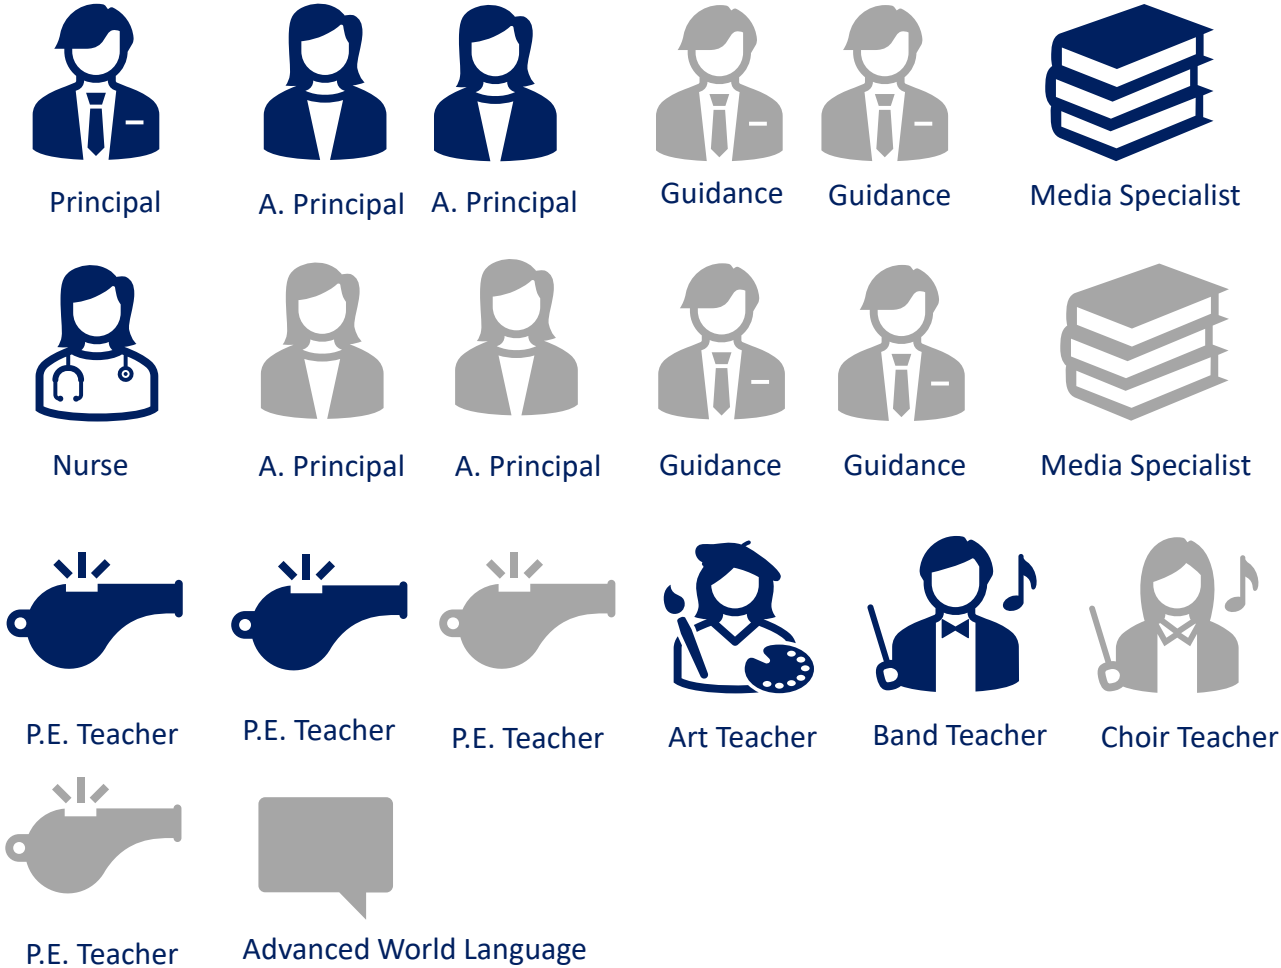 Principal
A. Principal
A. Principal
Guidance
Guidance
Media Specialist
Nurse
A. Principal
A. Principal
Guidance
Guidance
Media Specialist
P.E. Teacher
P.E. Teacher
P.E. Teacher
Art Teacher
Band Teacher
Choir Teacher
P.E. Teacher
Advanced World Language